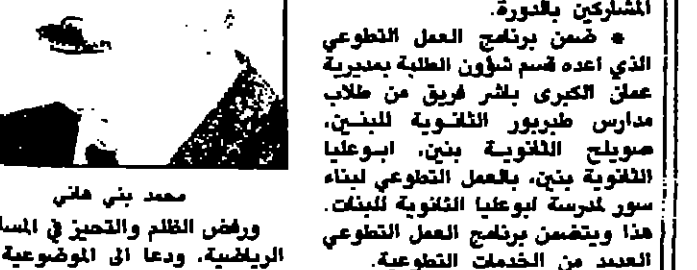 المشاركين بالدورة.
● ضمن برنامج العمل التطوعي
الذي اعده قسم شؤون الطلبة بمديرية
عمان الكبرى باشر فريق من طلاب
مدارس طبربور الثانوية للبنين،
صويلح الثانوية بنين، ابوعليا
الثانوية بنين، بالعمل التطوعي لبناء
سور لمدرسة ابوعليا الثانوية للبنات.
هذا ويتضمن برنامج العمل التطوعي
العديد من الخدمات التطوعية.
محمد بني هاني
ورفض الظلم والتحيز في المسا
الرياضية، ودعا الى الموضوعية